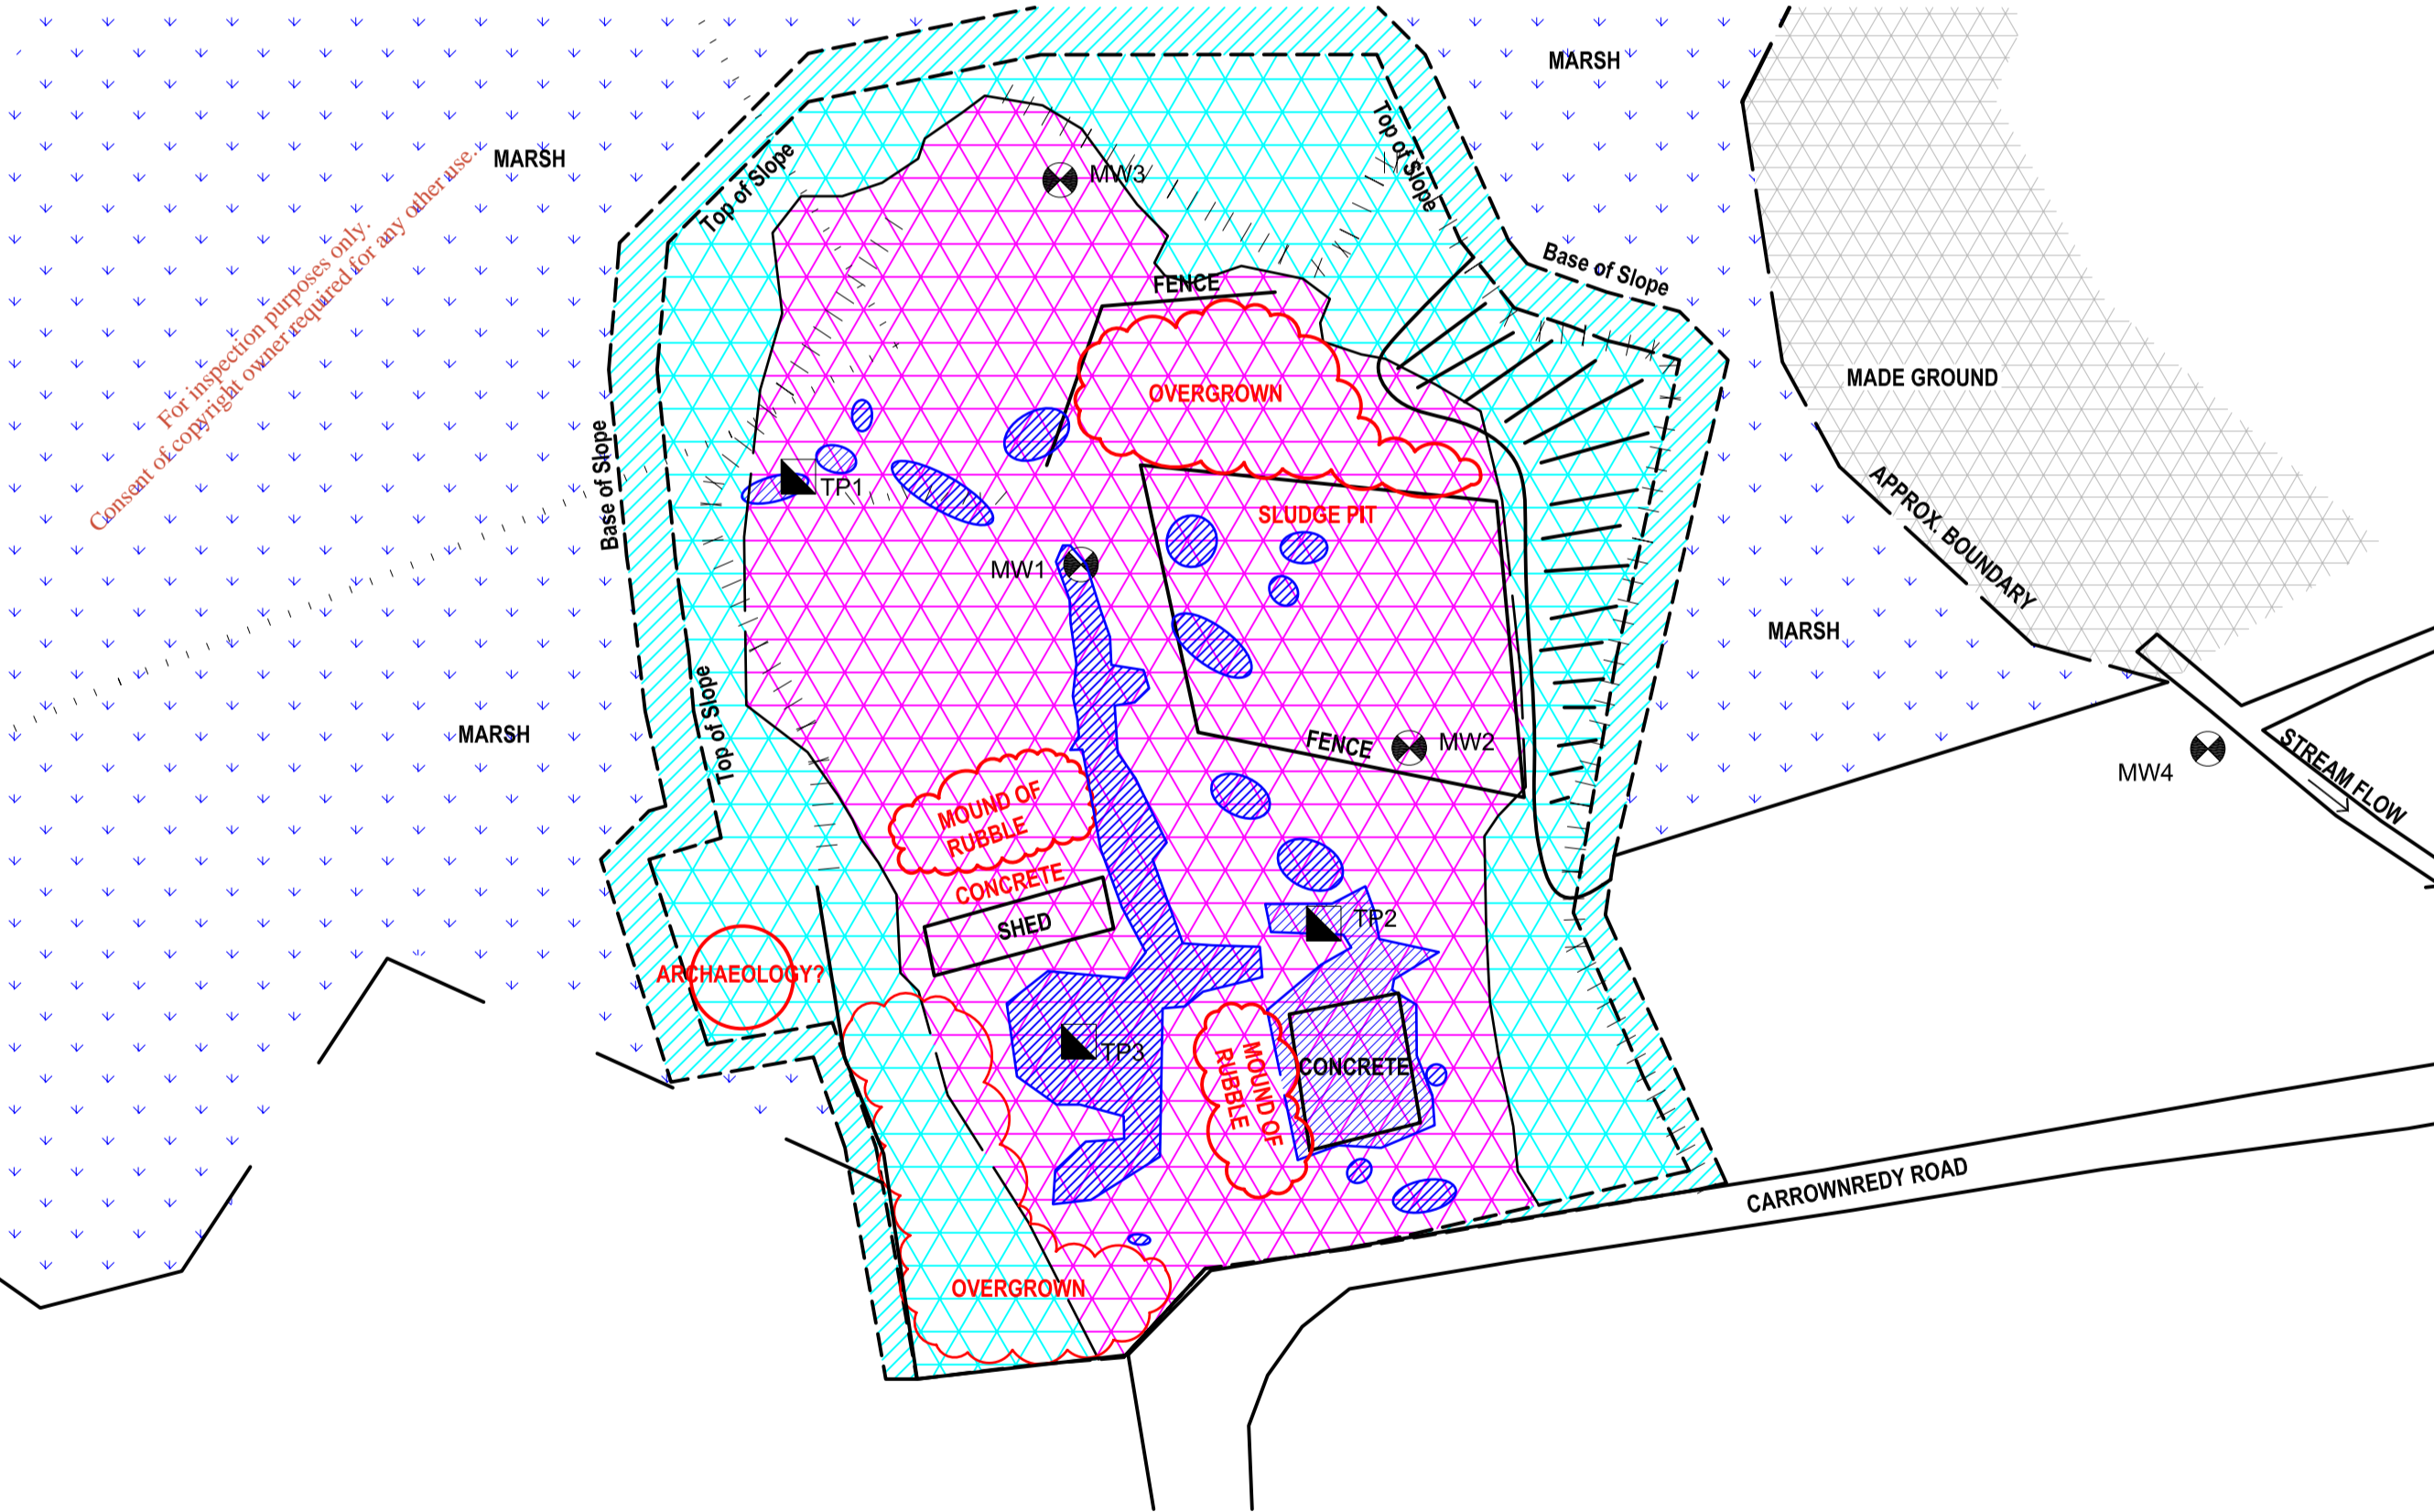 MARSH
MARSH
For inspection purposes only.
Consent of copyright owner required for any other use.
Top of Slope
MW3
Top of Slope
Base of Slope
FENCE
OVERGROWN
MADE GROUND
Base of Slope
TP1
SLUDGE PIT
APPROX. BOUNDARY
MW1
MARSH
Top of Slope
MARSH
FENCE
MW2
MW4
STREAM FLOW
MOUND OF
RUBBLE
CONCRETE
SHED
TP2
ARCHAEOLOGY?
TP3
MOUND OF
RUBBLE
CONCRETE
CARROWNREDY ROAD
OVERGROWN